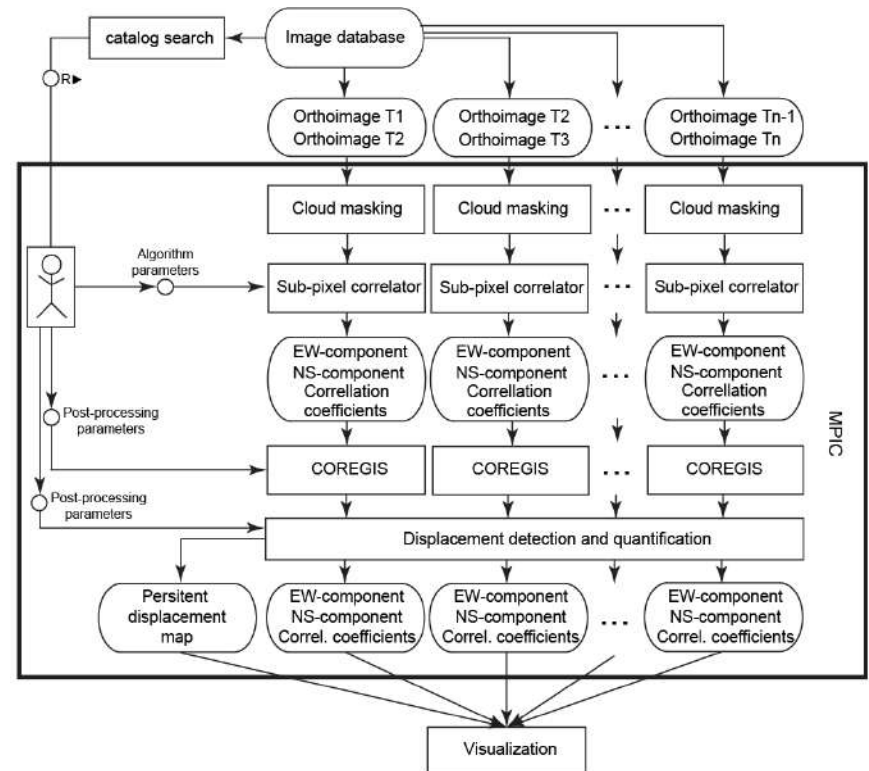 catalog search
Image database
R▶
Orthoimage T1
Orthoimage T2
Orthoimage T2
Orthoimage T3
...
Orthoimage Tn-1
Orthoimage Tn
Cloud masking
Cloud masking
...
Cloud masking
Algorithm
parameters
Sub-pixel correlator
Sub-pixel correlator
...
Sub-pixel correlator
EW-component
NS-component
Correllation
coefficients
EW-component
NS-component
Correllation
coefficients
...
EW-component
NS-component
Correllation
coefficients
MPIC
Post-processing
parameters
COREGIS
COREGIS
...
COREGIS
Post-processing
parameters
Displacement detection and quantification
Persitent
displacement
map
EW-component
NS-component
Correl. coefficients
EW-component
NS-component
Correl. coefficients
...
EW-component
NS-component
Correl. coefficients
Visualization